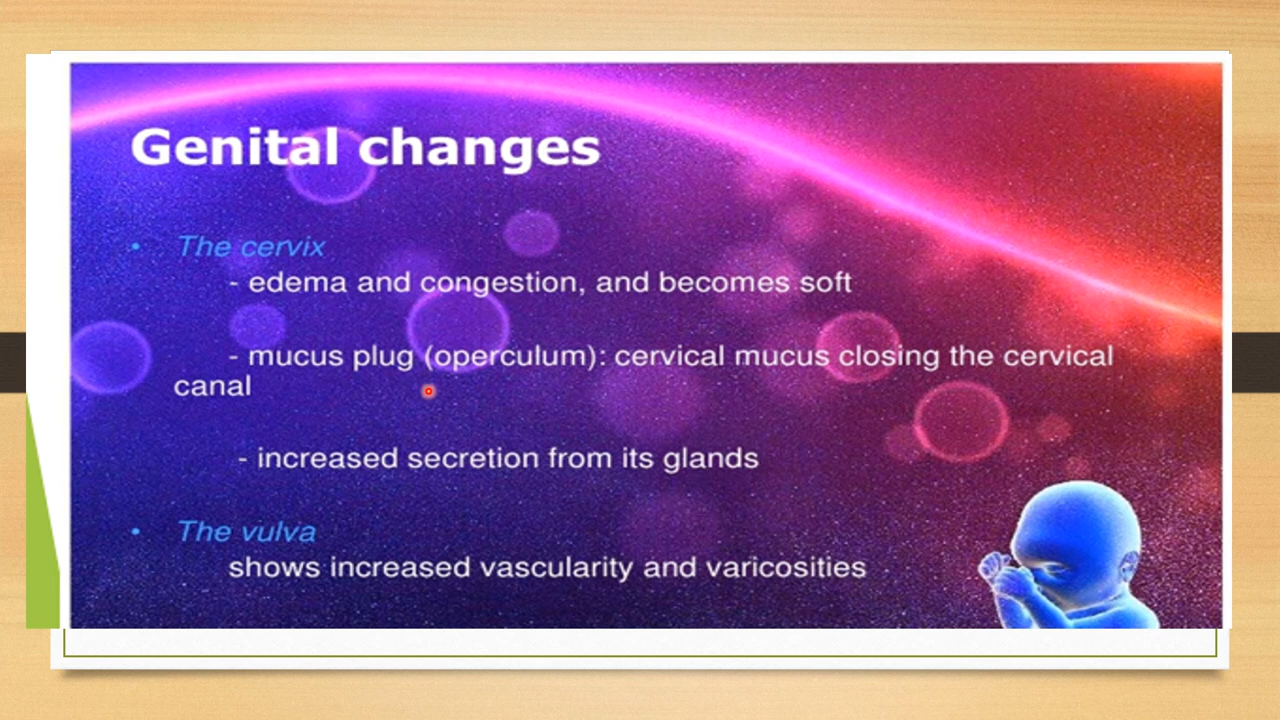 Genital changes
• The cervix
- edema and congestion, and becomes soft
- mucus plug (operculum): cervical mucus closing the cervical
canal
- increased secretion from its glands
• The vulva
shows increased vascularity and varicosities